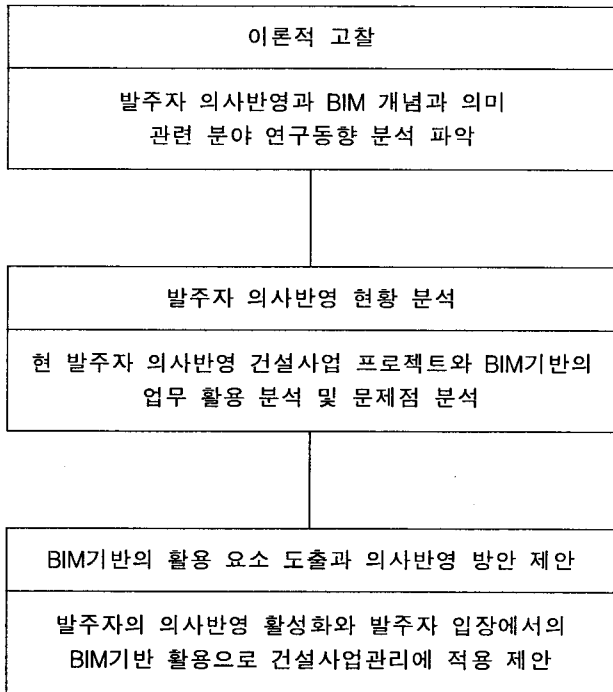 이론적 고찰
발주자 의사반영과 BIM 개념과 의미
관련 분야 연구동향 분석 파악
발주자 의사반영 현황 분석
현 발주자 의사반영 건설사업 프로젝트와 BIM기반의
업무 활용 분석 및 문제점 분석
BIM기반의 활용 요소 도출과 의사반영 방안 제안
발주자의 의사반영 활성화와 발주자 입장에서의
BIM기반 활용으로 건설사업관리에 적용 제안